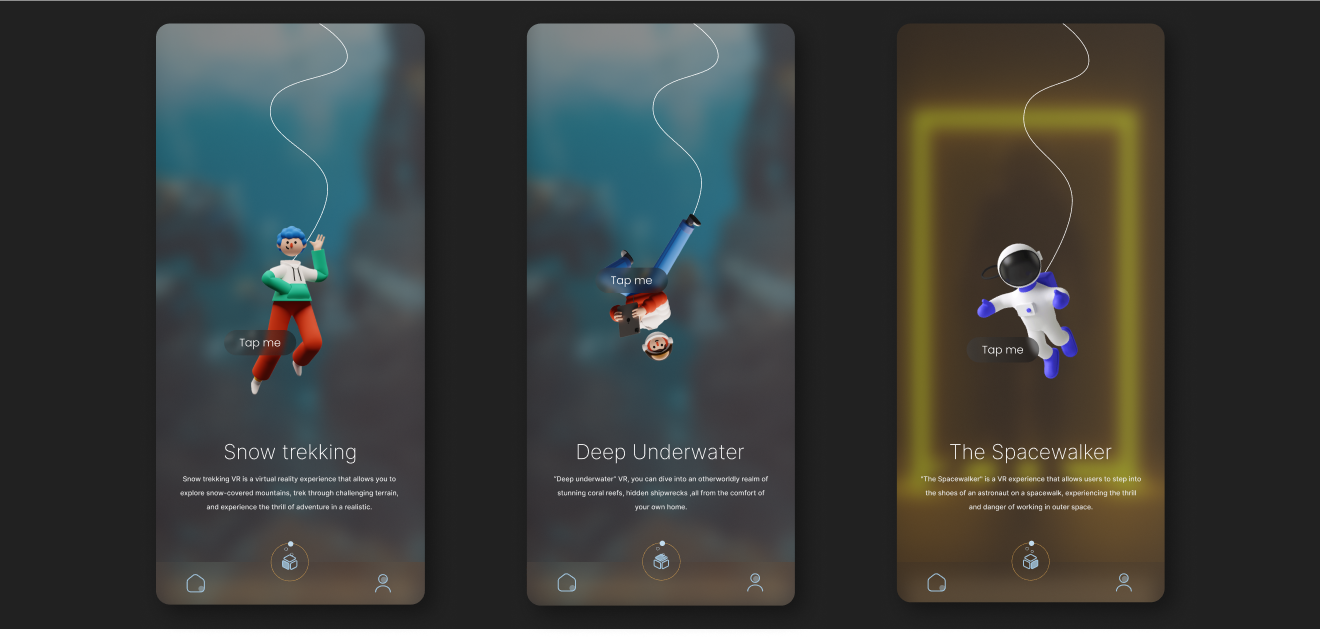 Tap me
Snow trekking
Snow trekking VR is a virtual reality experience that allows you to
explore snow-covered mountains, trek through challenging terrain,
and experience the thrill of adventure in a realistic.
Tap me
Deep Underwater
"Deep underwater" VR, you can dive into an otherworldly realm of
stunning coral reefs, hidden shipwrecks ,all from the comfort of
your own home.
Tap me
The Spacewalker
"The Spacewalker" is a VR experience that allows users to step into
the shoes of an astronaut on a spacewalk, experiencing the thrill
and danger of working in outer space.